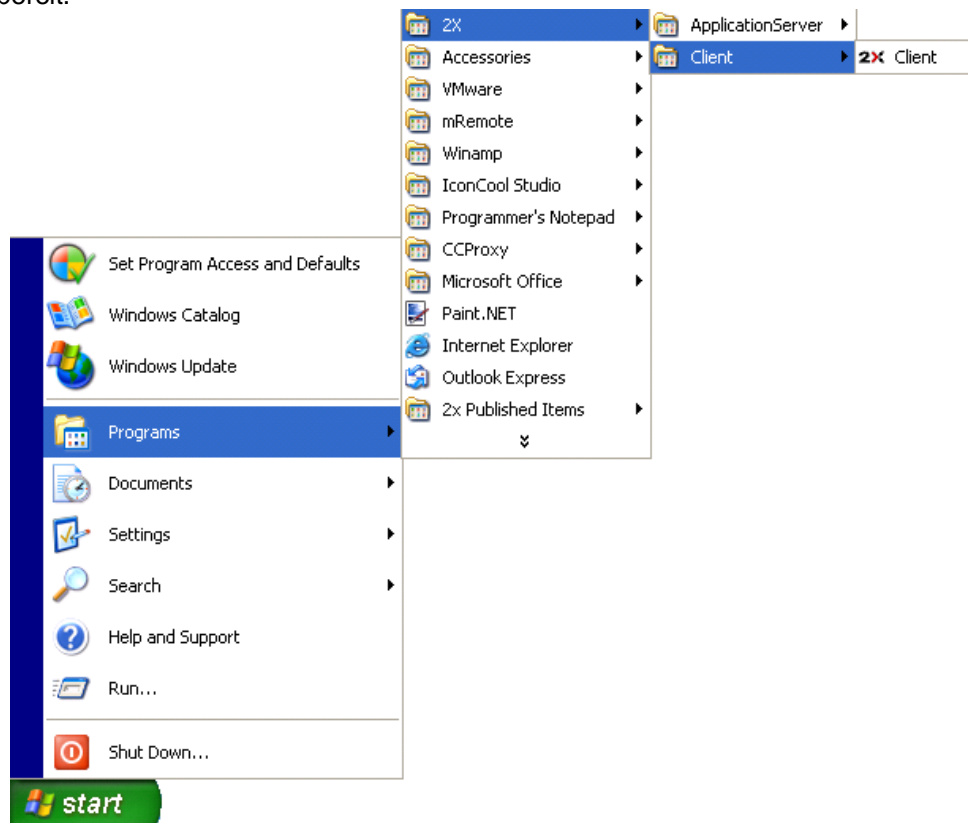 bereit.
2X
ApplicationServer
Accessories
Client
2X Client
VMware
mRemote
Winamp
IconCool Studio
Programmer's Notepad
CCProxy
Microsoft Office
Paint.NET
Internet Explorer
Outlook Express
2x Published Items
Set Program Access and Defaults
Windows Catalog
Windows Update
Programs
Documents
Settings
Search
Help and Support
Run...
Shut Down...
start